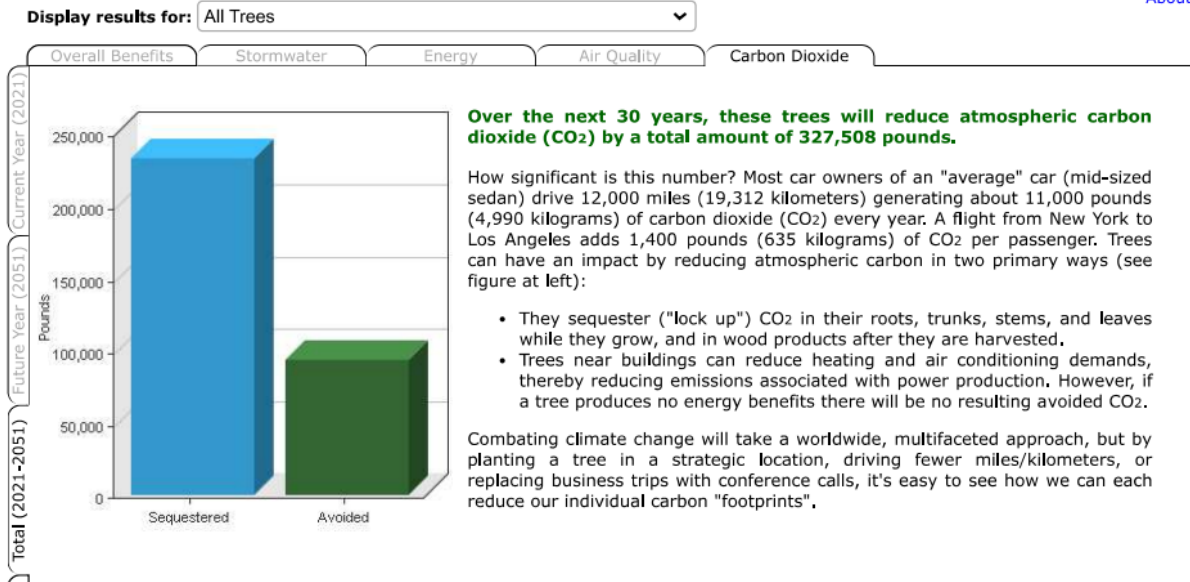 About
Display results for: All Trees
Overall Benefits Stormwater Energy Air Quality Carbon Dioxide
Current Year (2021)
Future Year (2051)
Total (2021-2051)
250,000
200,000
150,000
100,000
50,000
0
Pounds
Sequestered Avoided
Over the next 30 years, these trees will reduce atmospheric carbon
dioxide (CO2) by a total amount of 327,508 pounds.
How significant is this number? Most car owners of an "average" car (mid-sized
sedan) drive 12,000 miles (19,312 kilometers) generating about 11,000 pounds
(4,990 kilograms) of carbon dioxide (CO2) every year. A flight from New York to
Los Angeles adds 1,400 pounds (635 kilograms) of CO2 per passenger. Trees
can have an impact by reducing atmospheric carbon in two primary ways (see
figure at left):
• They sequester ("lock up") CO2 in their roots, trunks, stems, and leaves
while they grow, and in wood products after they are harvested.
• Trees near buildings can reduce heating and air conditioning demands,
thereby reducing emissions associated with power production. However, if
a tree produces no energy benefits there will be no resulting avoided CO2.
Combating climate change will take a worldwide, multifaceted approach, but by
planting a tree in a strategic location, driving fewer miles/kilometers, or
replacing business trips with conference calls, it's easy to see how we can each
reduce our individual carbon "footprints".